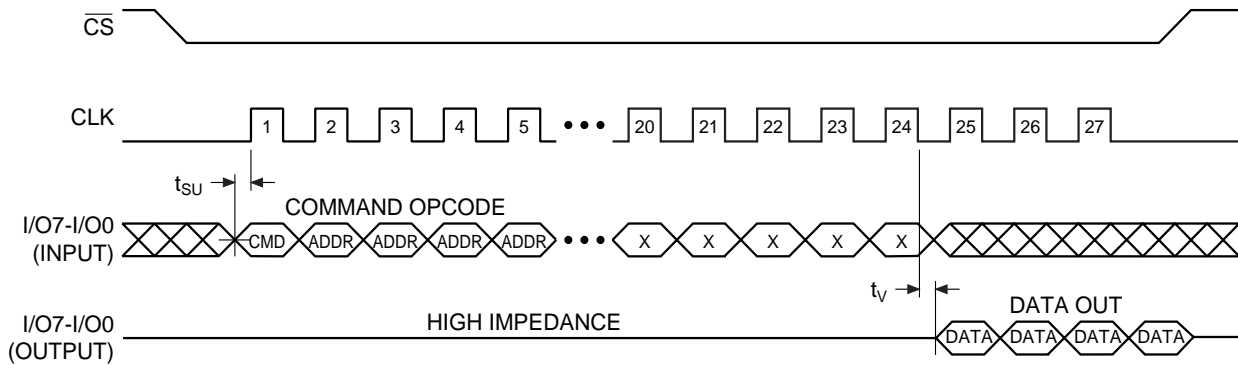 CS
CLK
1 2 3 4 5 ••• 20 21 22 23 24 25 26 27
tSU
COMMAND OPCODE
I/O7-I/O0
(INPUT)
CMD ADDR ADDR ADDR ADDR ••• X X X X X
tV
I/O7-I/O0
(OUTPUT)
HIGH IMPEDANCE
DATA OUT
DATA DATA DATA DATA